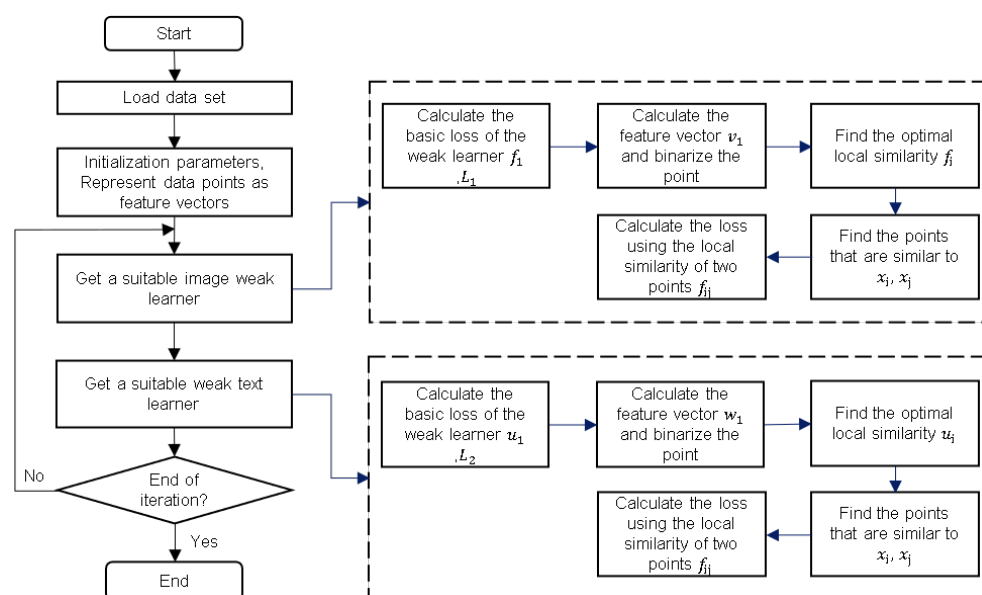 Start
Load data set
Initialization parameters,
Represent data points as
feature vectors
Get a suitable image weak
learner
Get a suitable weak text
learner
End of
iteration?
No
Yes
End
Calculate the
basic loss of the
weak learner f₁
,L₁
Calculate the
feature vector v₁
and binarize the
point
Find the optimal
local similarity fᵢ
Find the points
that are similar to
xᵢ, xⱼ
Calculate the loss
using the local
similarity of two
points fᵢⱼ
Calculate the
basic loss of the
weak learner u₁
,L₂
Calculate the
feature vector w₁
and binarize the
point
Find the optimal
local similarity uᵢ
Find the points
that are similar to
xᵢ, xⱼ
Calculate the loss
using the local
similarity of two
points fᵢⱼ